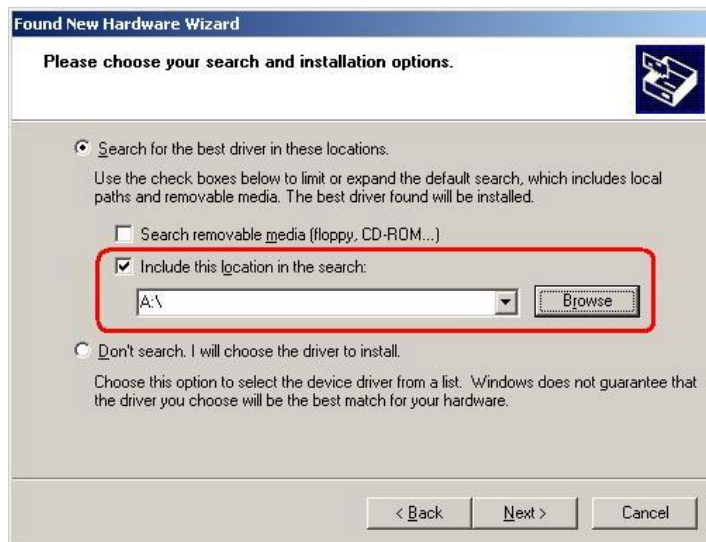 Found New Hardware Wizard
Please choose your search and installation options.
Search for the best driver in these locations.
Use the check boxes below to limit or expand the default search, which includes local
paths and removable media. The best driver found will be installed.
Search removable media (floppy, CD-ROM...)
Include this location in the search:
A:\
Browse
Don't search. I will choose the driver to install.
Choose this option to select the device driver from a list. Windows does not guarantee that
the driver you choose will be the best match for your hardware.
< Back Next > Cancel